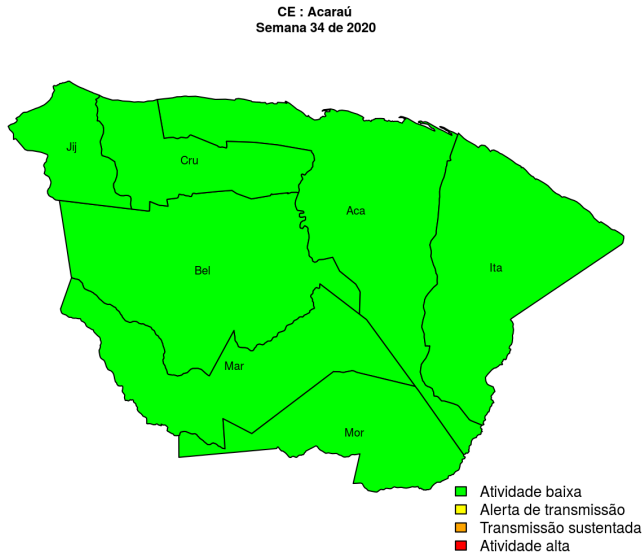 CE : Acaraú
Semana 34 de 2020
Jij
Cru
Aca
Bel
Ita
Mar
Mor
Atividade baixa
Alerta de transmissão
Transmissão sustentada
Atividade alta